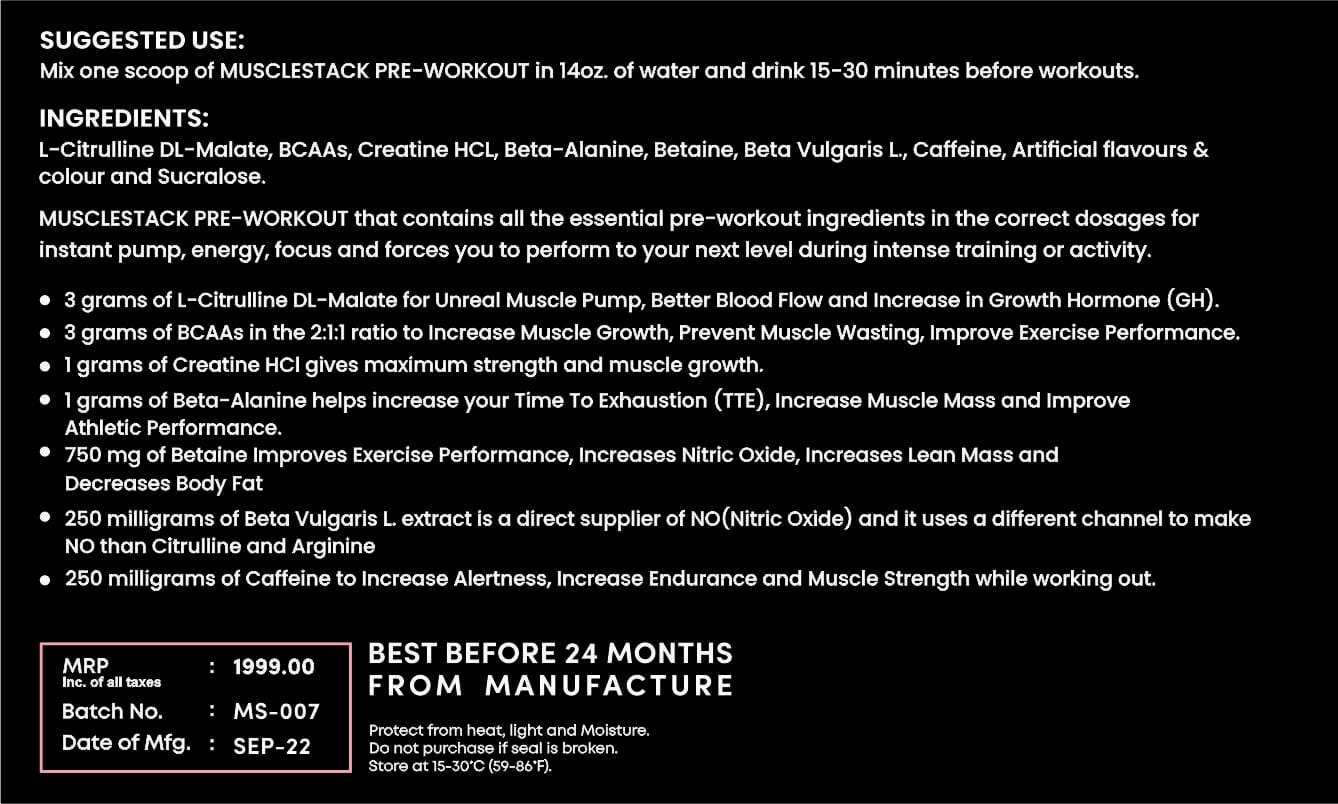 SUGGESTED USE:
Mix one scoop of MUSCLESTACK PRE-WORKOUT in 14oz. of water and drink 15-30 minutes before workouts.
INGREDIENTS:
L-Citrulline DL-Malate, BCAAs, Creatine HCL, Beta-Alanine, Betaine, Beta Vulgaris L., Caffeine, Artificial flavours &
colour and Sucralose.
MUSCLESTACK PRE-WORKOUT that contains all the essential pre-workout ingredients in the correct dosages for
instant pump, energy, focus and forces you to perform to your next level during intense training or activity.
• 3 grams of L-Citrulline DL-Malate for Unreal Muscle Pump, Better Blood Flow and Increase in Growth Hormone (GH).
• 3 grams of BCAAs in the 2:1:1 ratio to Increase Muscle Growth, Prevent Muscle Wasting, Improve Exercise Performance.
• 1 grams of Creatine HCl gives maximum strength and muscle growth.
• 1 grams of Beta-Alanine helps increase your Time To Exhaustion (TTE), Increase Muscle Mass and Improve
Athletic Performance.
• 750 mg of Betaine Improves Exercise Performance, Increases Nitric Oxide, Increases Lean Mass and
Decreases Body Fat
• 250 milligrams of Beta Vulgaris L. extract is a direct supplier of NO(Nitric Oxide) and it uses a different channel to make
NO than Citrulline and Arginine
• 250 milligrams of Caffeine to Increase Alertness, Increase Endurance and Muscle Strength while working out.
MRP : 1999.00
Inc. of all taxes
Batch No. : MS-007
Date of Mfg. : SEP-22
BEST BEFORE 24 MONTHS
FROM MANUFACTURE
Protect from heat, light and Moisture.
Do not purchase if seal is broken.
Store at 15-30°C (59-86°F).